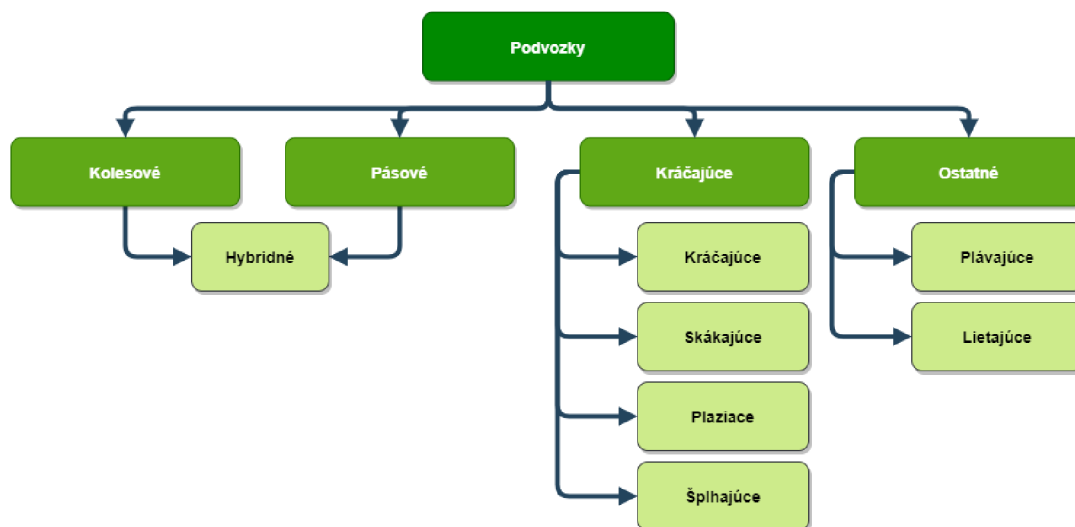 Podvozky
Kolesové
Pásové
Kráčajúce
Ostatné
Hybridné
Kráčajúce
Plávajúce
Skákajúce
Lietajúce
Plaziace
Šplhajúce